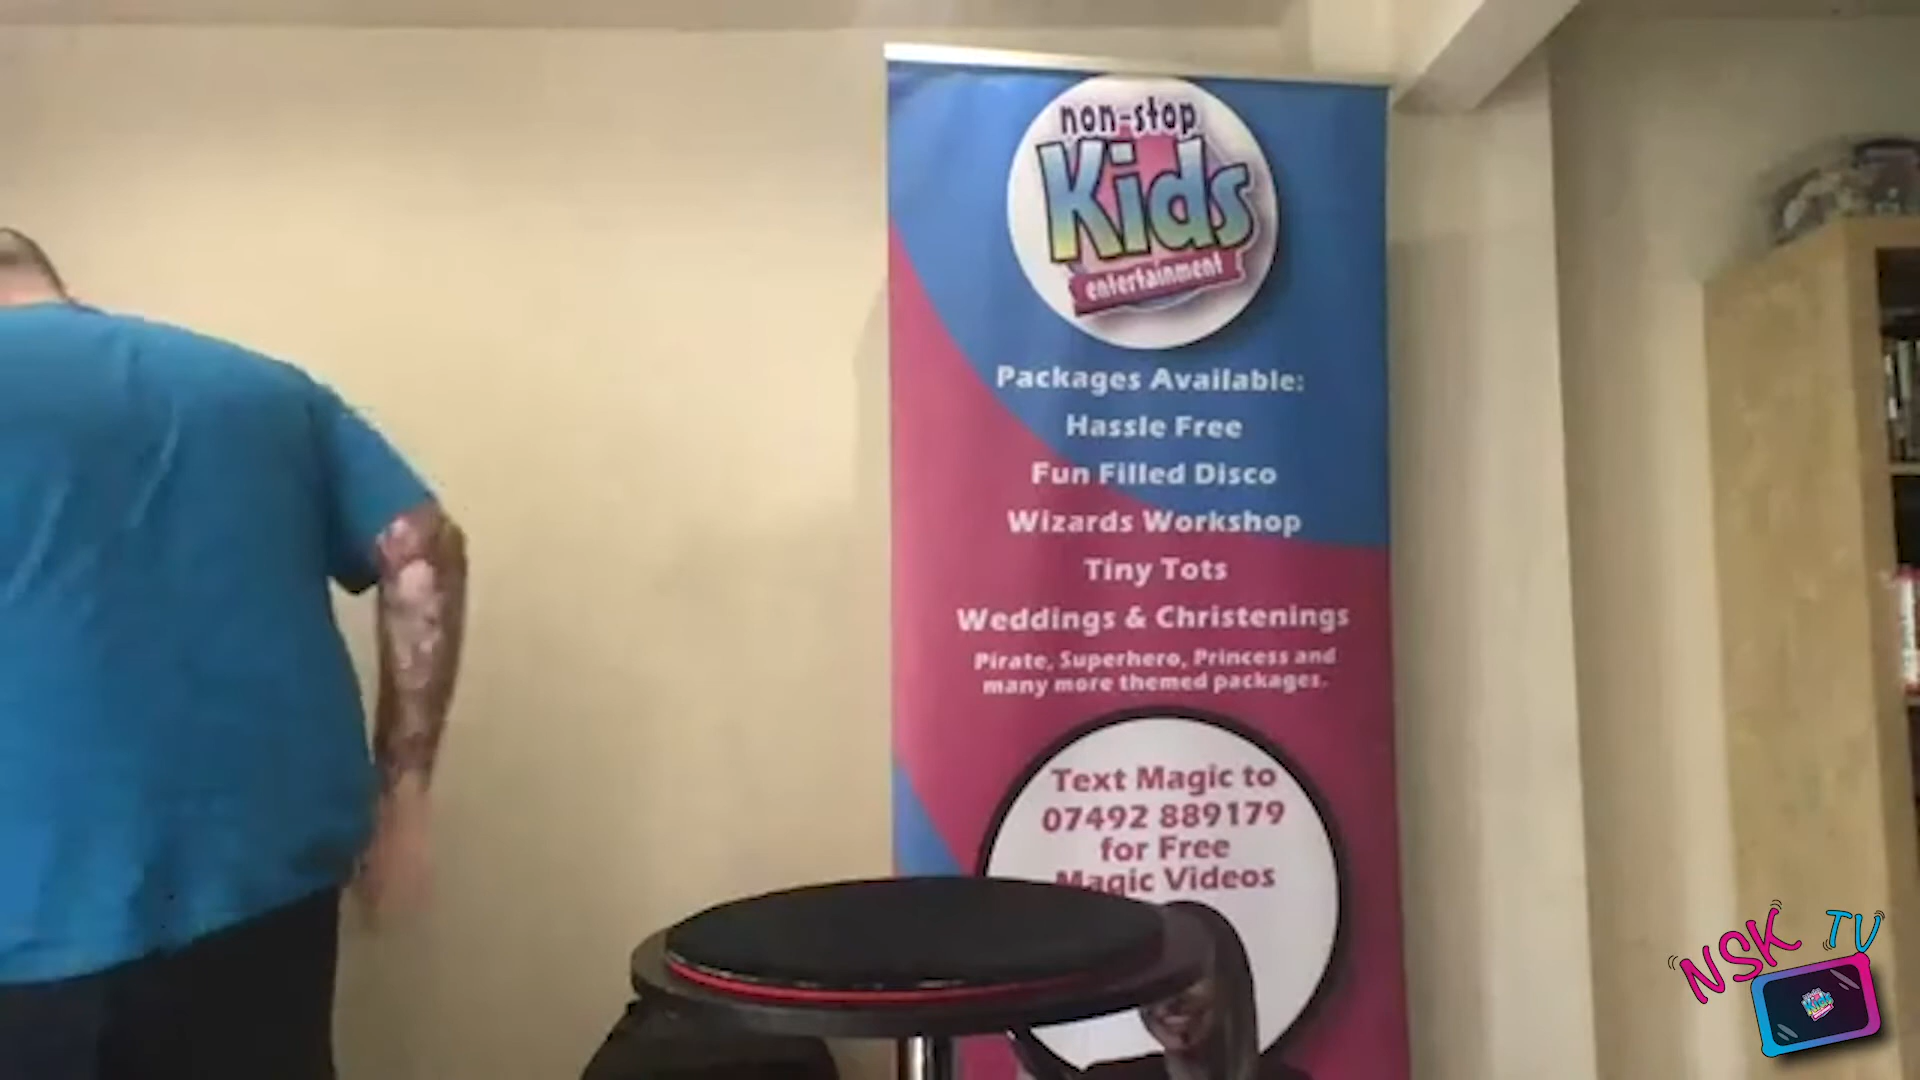 non-stop
Kids
entertainment
Packages Available:
Hassle Free
Fun Filled Disco
Wizards Workshop
Tiny Tots
Weddings & Christenings
Pirate, Superhero, Princess and
many more themed packages.
Text Magic to
07492 889179
for Free
Magic Videos
NSK TV
Kids